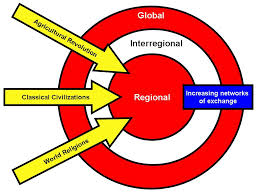 Global
Interregional
Regional
Agricultural Revolution
Classical Civilizations
World Religions
Increasing networks
of exchange